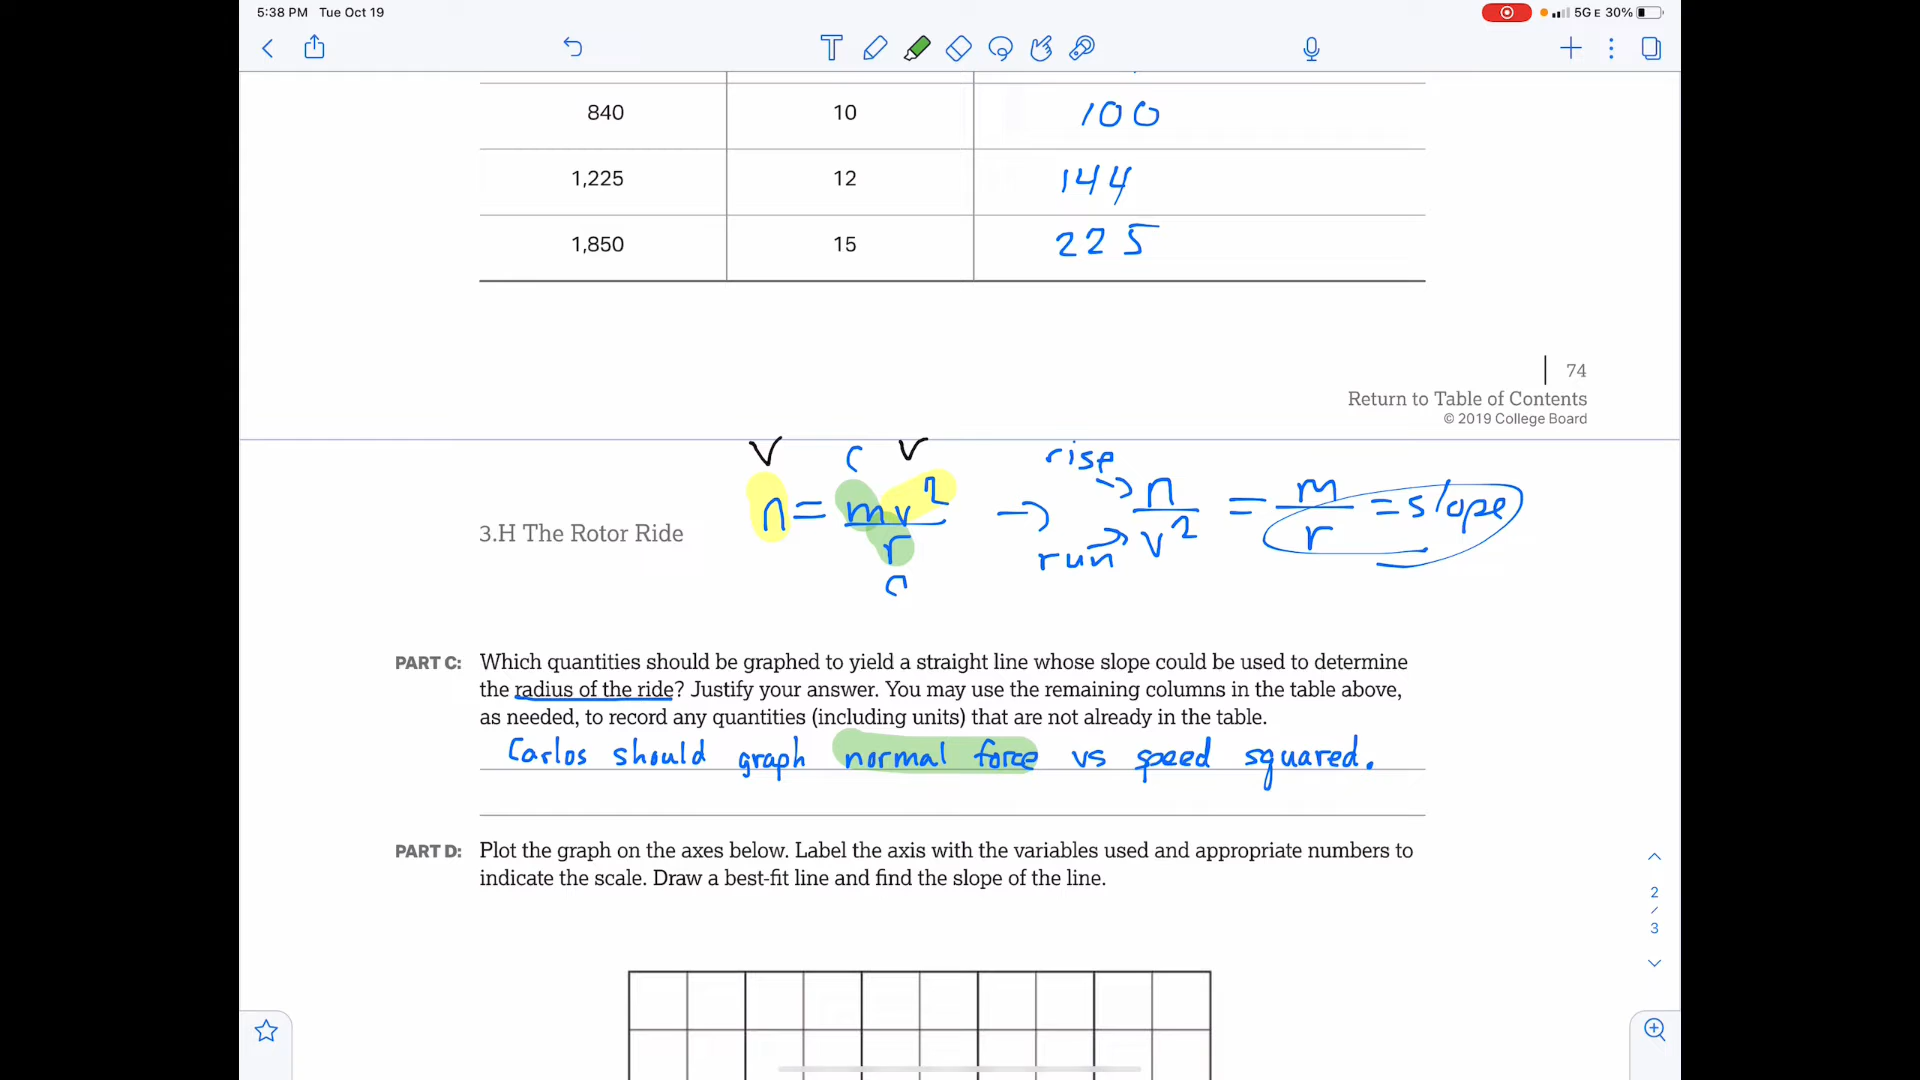 5:38 PM Tue Oct 19
5G E 30%
840 10 100
1,225 12 144
1,850 15 225
74
Return to Table of Contents
© 2019 College Board
v c v rise
3.H The Rotor Ride
n = mv²/r → n/v² = m/r = slope
run
c
PART C: Which quantities should be graphed to yield a straight line whose slope could be used to determine
the radius of the ride? Justify your answer. You may use the remaining columns in the table above,
as needed, to record any quantities (including units) that are not already in the table.
Carlos should graph normal force vs speed squared.
PART D: Plot the graph on the axes below. Label the axis with the variables used and appropriate numbers to
indicate the scale. Draw a best-fit line and find the slope of the line.
2
/
3